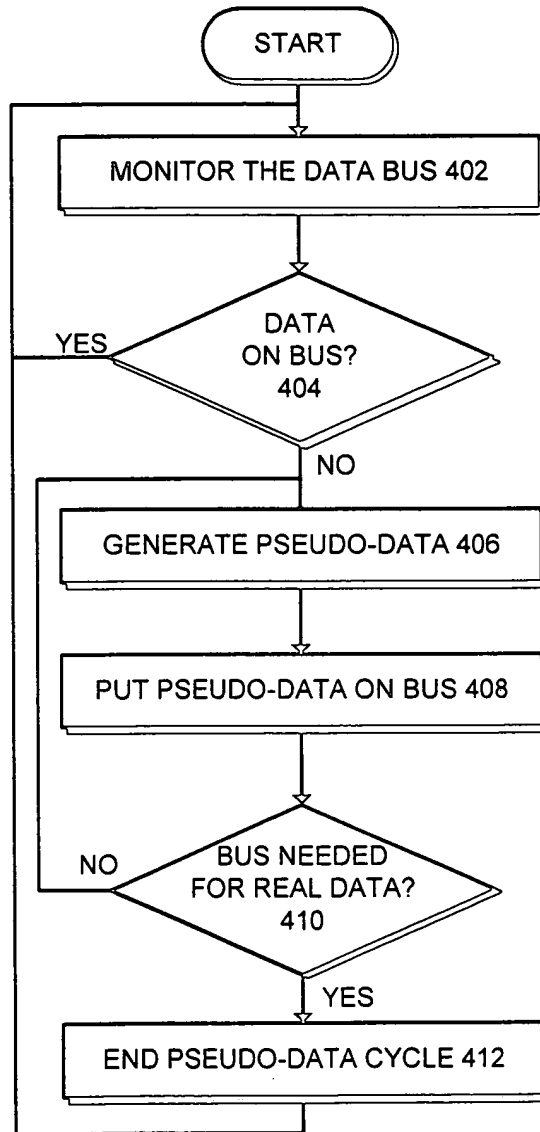 START
MONITOR THE DATA BUS 402
DATA
ON BUS?
404
YES
NO
GENERATE PSEUDO-DATA 406
PUT PSEUDO-DATA ON BUS 408
BUS NEEDED
FOR REAL DATA?
410
NO
YES
END PSEUDO-DATA CYCLE 412